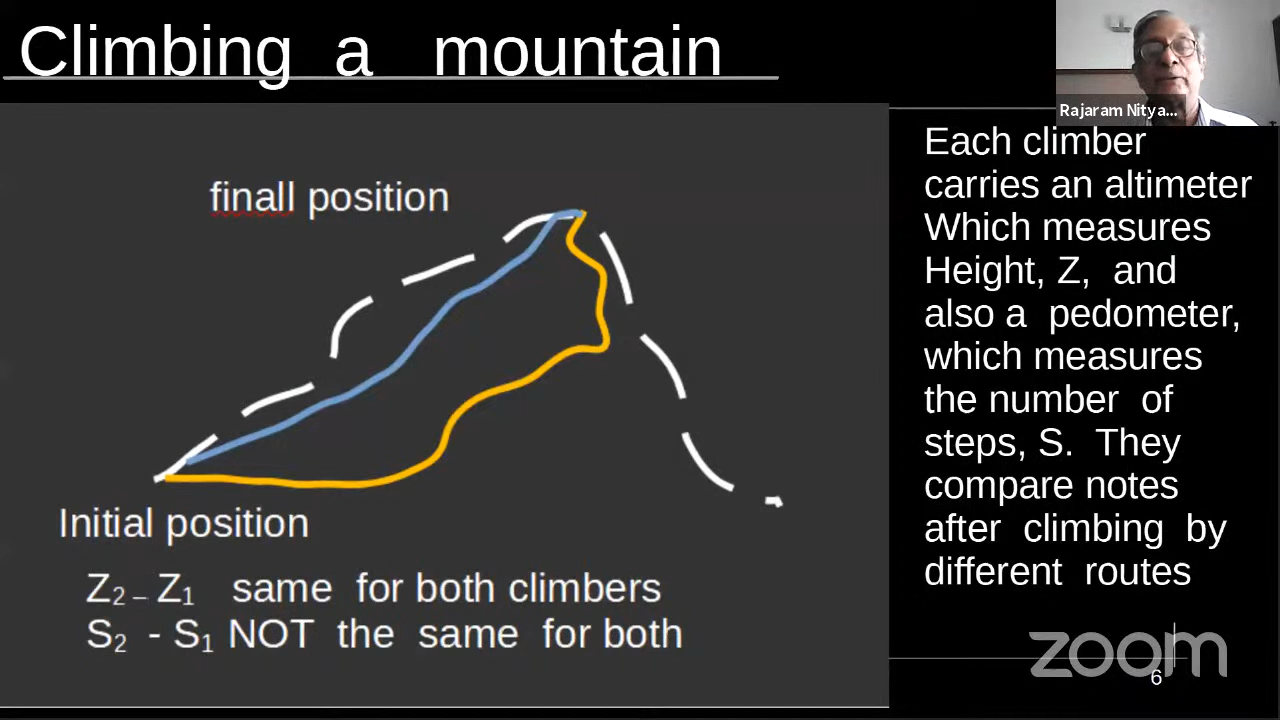 Climbing a mountain
Rajaram Nitya...
finall position
Initial position
Z₂ – Z₁ same for both climbers
S₂ - S₁ NOT the same for both
Each climber
carries an altimeter
Which measures
Height, Z, and
also a pedometer,
which measures
the number of
steps, S. They
compare notes
after climbing by
different routes
zoom
6